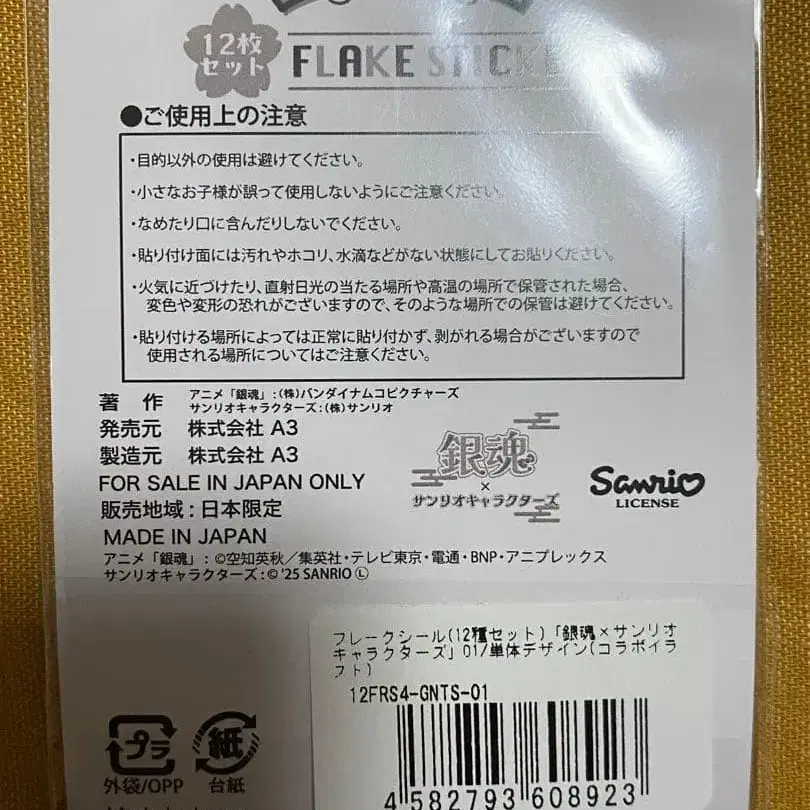 12枚
セット
FLAKE STICKE
●ご使用上の注意
・目的以外の使用は避けてください。
・小さなお子様が誤って使用しないようにご注意ください。
・なめたり口に含んだりしないでください。
・貼り付け面には汚れやホコリ、水滴などがない状態にしてお貼りください。
・火気に近づけたり、直射日光の当たる場所や高温の場所で保管された場合、
変色や変形の恐れがございますので、そのような場所での保管は避けてください。
・貼り付ける場所によっては正常に貼り付かず、剥がれる場合がございますので
使用される場所についてはご注意ください。
著 作 アニメ「銀魂」:(株)バンダイナムコピクチャーズ
サンリオキャラクターズ:(株)サンリオ
発売元 株式会社 A3
製造元 株式会社 A3
FOR SALE IN JAPAN ONLY
販売地域:日本限定
MADE IN JAPAN
銀魂
×
サンリオキャラクターズ
Sanrio
LICENSE
アニメ「銀魂」:©空知英秋/集英社・テレビ東京・電通・BNP・アニプレックス
サンリオキャラクターズ:© '25 SANRIO Ⓛ
フレークシール(12種セット)「銀魂×サンリオ
キャラクターズ」01/単体デザイン(コラボイラ
スト)
12FRS4-GNTS-01
4 582793 608923
プラ
外袋/OPP
紙
台紙